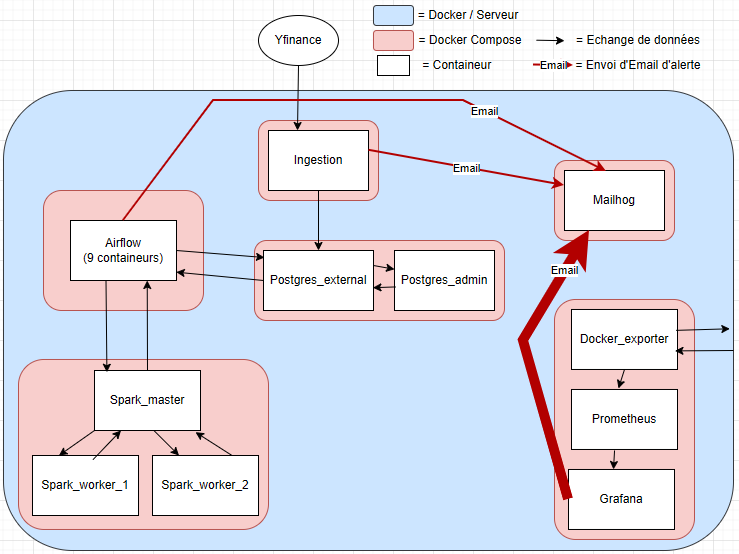 Yfinance
= Docker / Serveur
= Docker Compose
= Echange de données
= Containeur
Email
= Envoi d'Email d'alerte
Email
Ingestion
Email
Mailhog
Airflow
(9 containeurs)
Postgres_external
Postgres_admin
Email
Docker_exporter
Spark_master
Prometheus
Spark_worker_1
Spark_worker_2
Grafana